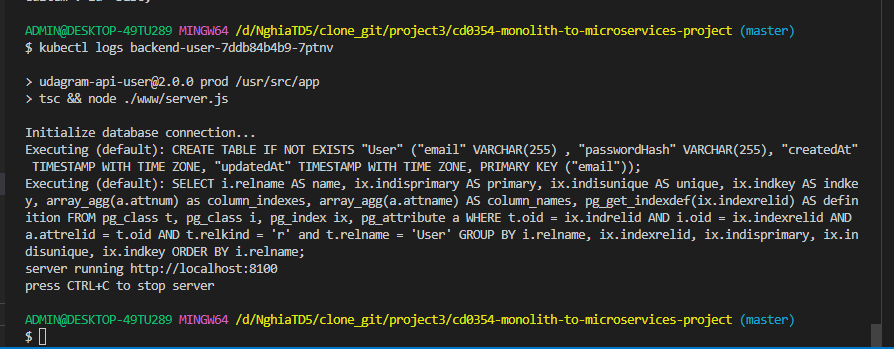 ADMIN@DESKTOP-49TU289 MINGW64 /d/NghiaTD5/clone_git/project3/cd0354-monolith-to-microservices-project (master)
$ kubectl logs backend-user-7ddb84b4b9-7ptnv
> udagram-api-user@2.0.0 prod /usr/src/app
> tsc && node ./www/server.js
Initialize database connection...
Executing (default): CREATE TABLE IF NOT EXISTS "User" ("email" VARCHAR(255) , "passwordHash" VARCHAR(255), "createdAt"
TIMESTAMP WITH TIME ZONE, "updatedAt" TIMESTAMP WITH TIME ZONE, PRIMARY KEY ("email"));
Executing (default): SELECT i.relname AS name, ix.indisprimary AS primary, ix.indisunique AS unique, ix.indkey AS indke
y, array_agg(a.attnum) as column_indexes, array_agg(a.attname) AS column_names, pg_get_indexdef(ix.indexrelid) AS defin
ition FROM pg_class t, pg_class i, pg_index ix, pg_attribute a WHERE t.oid = ix.indrelid AND i.oid = ix.indexrelid AND
a.attrelid = t.oid AND t.relkind = 'r' and t.relname = 'User' GROUP BY i.relname, ix.indexrelid, ix.indisprimary, ix.in
disunique, ix.indkey ORDER BY i.relname;
server running http://localhost:8100
press CTRL+C to stop server
ADMIN@DESKTOP-49TU289 MINGW64 /d/NghiaTD5/clone_git/project3/cd0354-monolith-to-microservices-project (master)
$